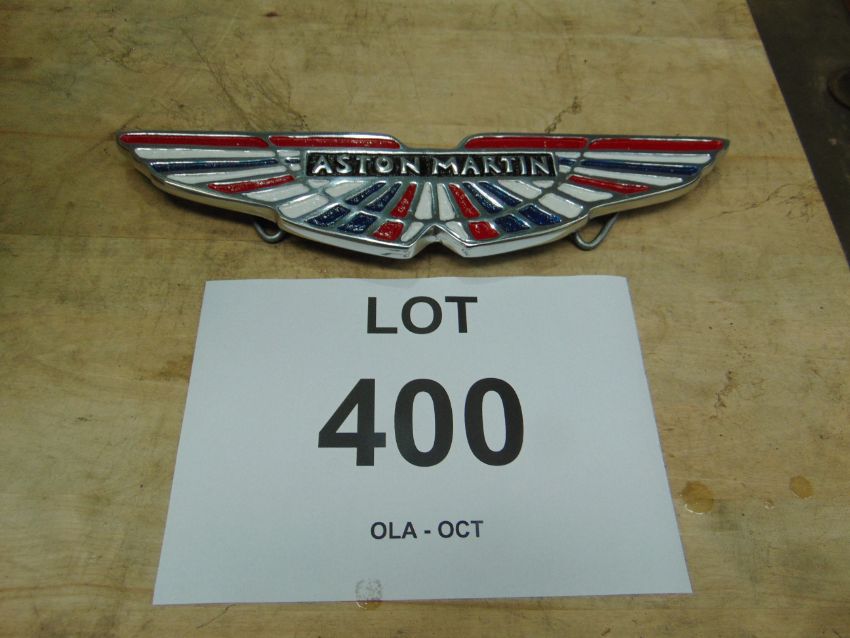 ASTON MARTIN
LOT
400
OLA - OCT